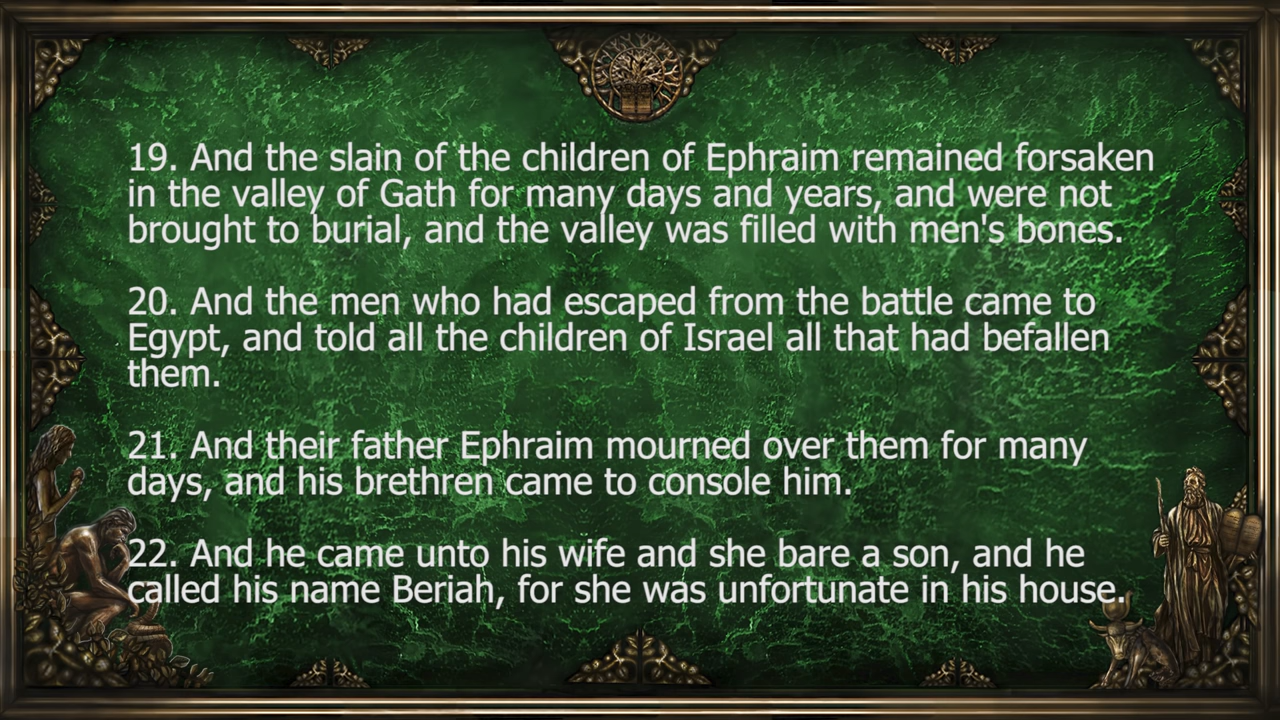 19. And the slain of the children of Ephraim remained forsaken
in the valley of Gath for many days and years, and were not
brought to burial, and the valley was filled with men's bones.
20. And the men who had escaped from the battle came to
Egypt, and told all the children of Israel all that had befallen
them.
21. And their father Ephraim mourned over them for many
days, and his brethren came to console him.
22. And he came unto his wife and she bare a son, and he
called his name Beriah, for she was unfortunate in his house.